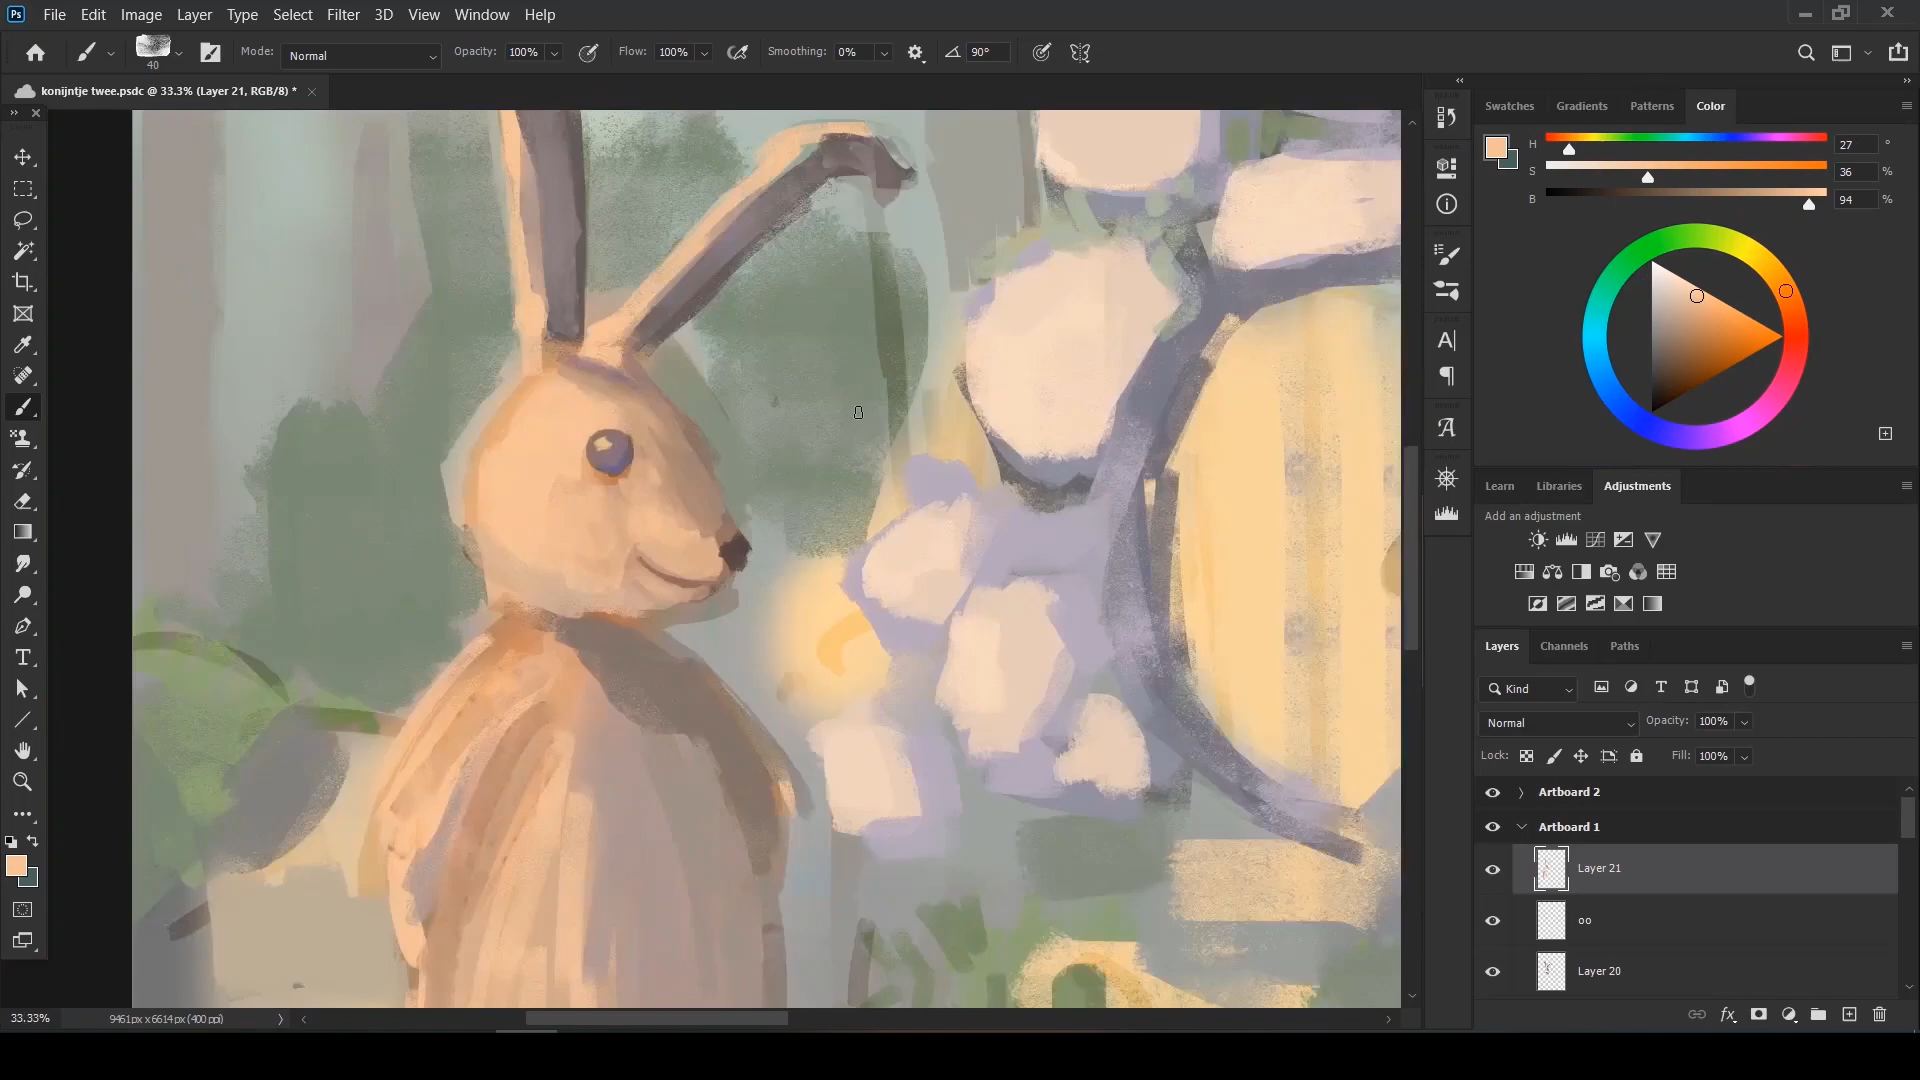 Ps File Edit Image Layer Type Select Filter 3D View Window Help
40 Mode: Normal Opacity: 100% Flow: 100% Smoothing: 0% 90°
konijntje twee.psdc @ 33.3% (Layer 21, RGB/8) *
Swatches Gradients Patterns Color
H 27 °
S 36 %
B 94 %
Learn Libraries Adjustments
Add an adjustment
Layers Channels Paths
Kind
Normal Opacity: 100%
Lock: Fill: 100%
Artboard 2
Artboard 1
Layer 21
oo
Layer 20
33.33% 9461 px x 6614 px (400 ppi)